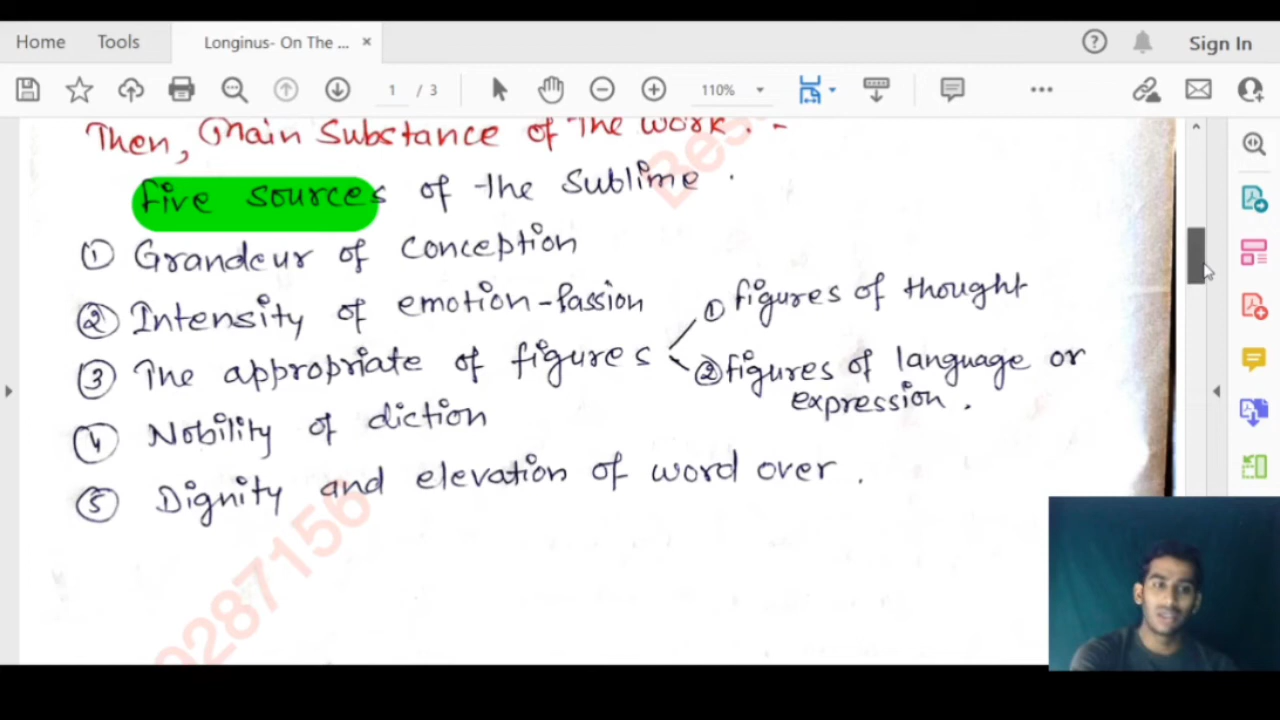 Home Tools Longinus- On The ... ×
Sign In
1 / 3 110%
Then, Main Substance of The work. -
five sources of the Sublime.
① Grandeur of conception
② Intensity of emotion-Passion
③ The appropriate of figures
① figures of thought
② figures of language or
expression.
④ Nobility of diction
⑤ Dignity and elevation of word over.
Bes
9287156